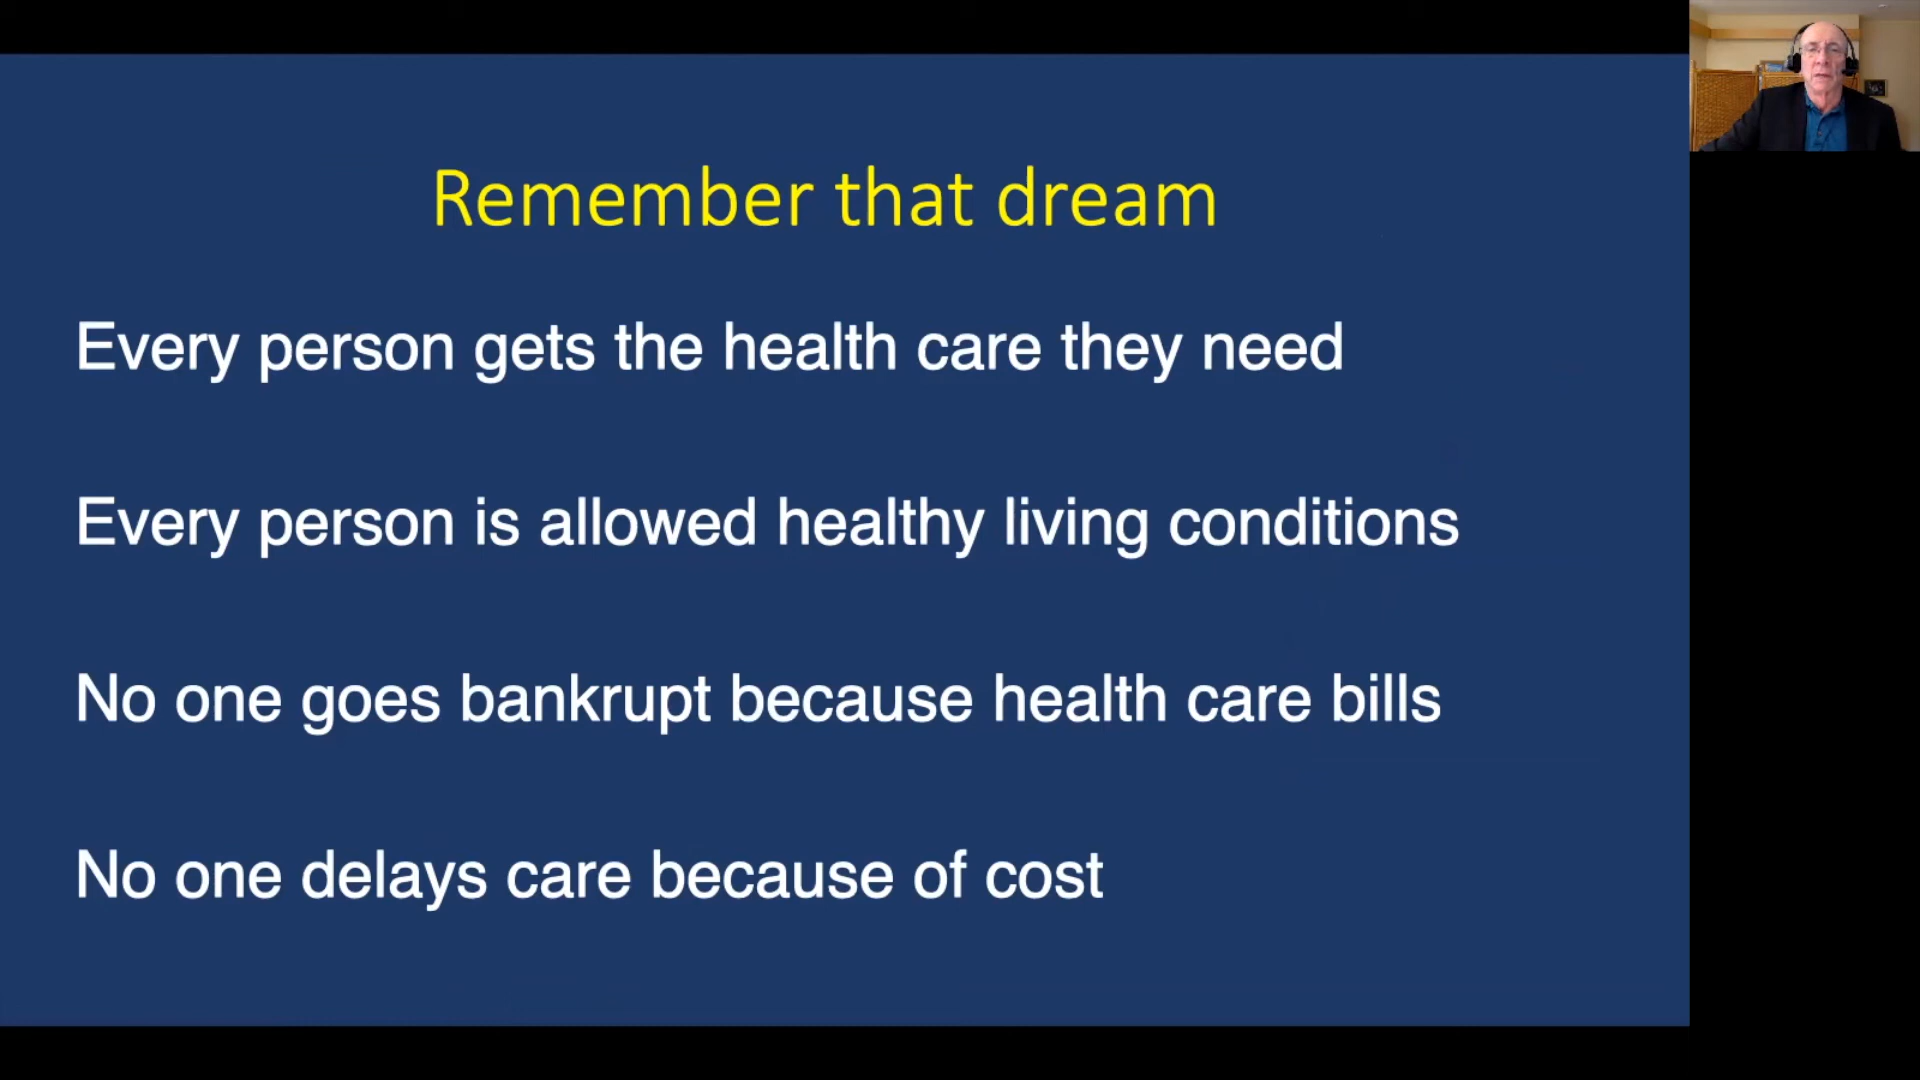 Remember that dream
Every person gets the health care they need
Every person is allowed healthy living conditions
No one goes bankrupt because health care bills
No one delays care because of cost